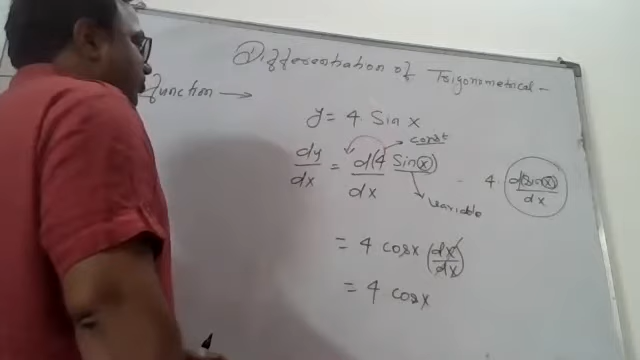 Differentiation of Trigonometrical -
function →
y = 4 Sin x
dy/dx = d(4 Sin x)/dx
const
variable
4. d(sin x)/dx
= 4 cosx (dx/dx)
= 4 cosx